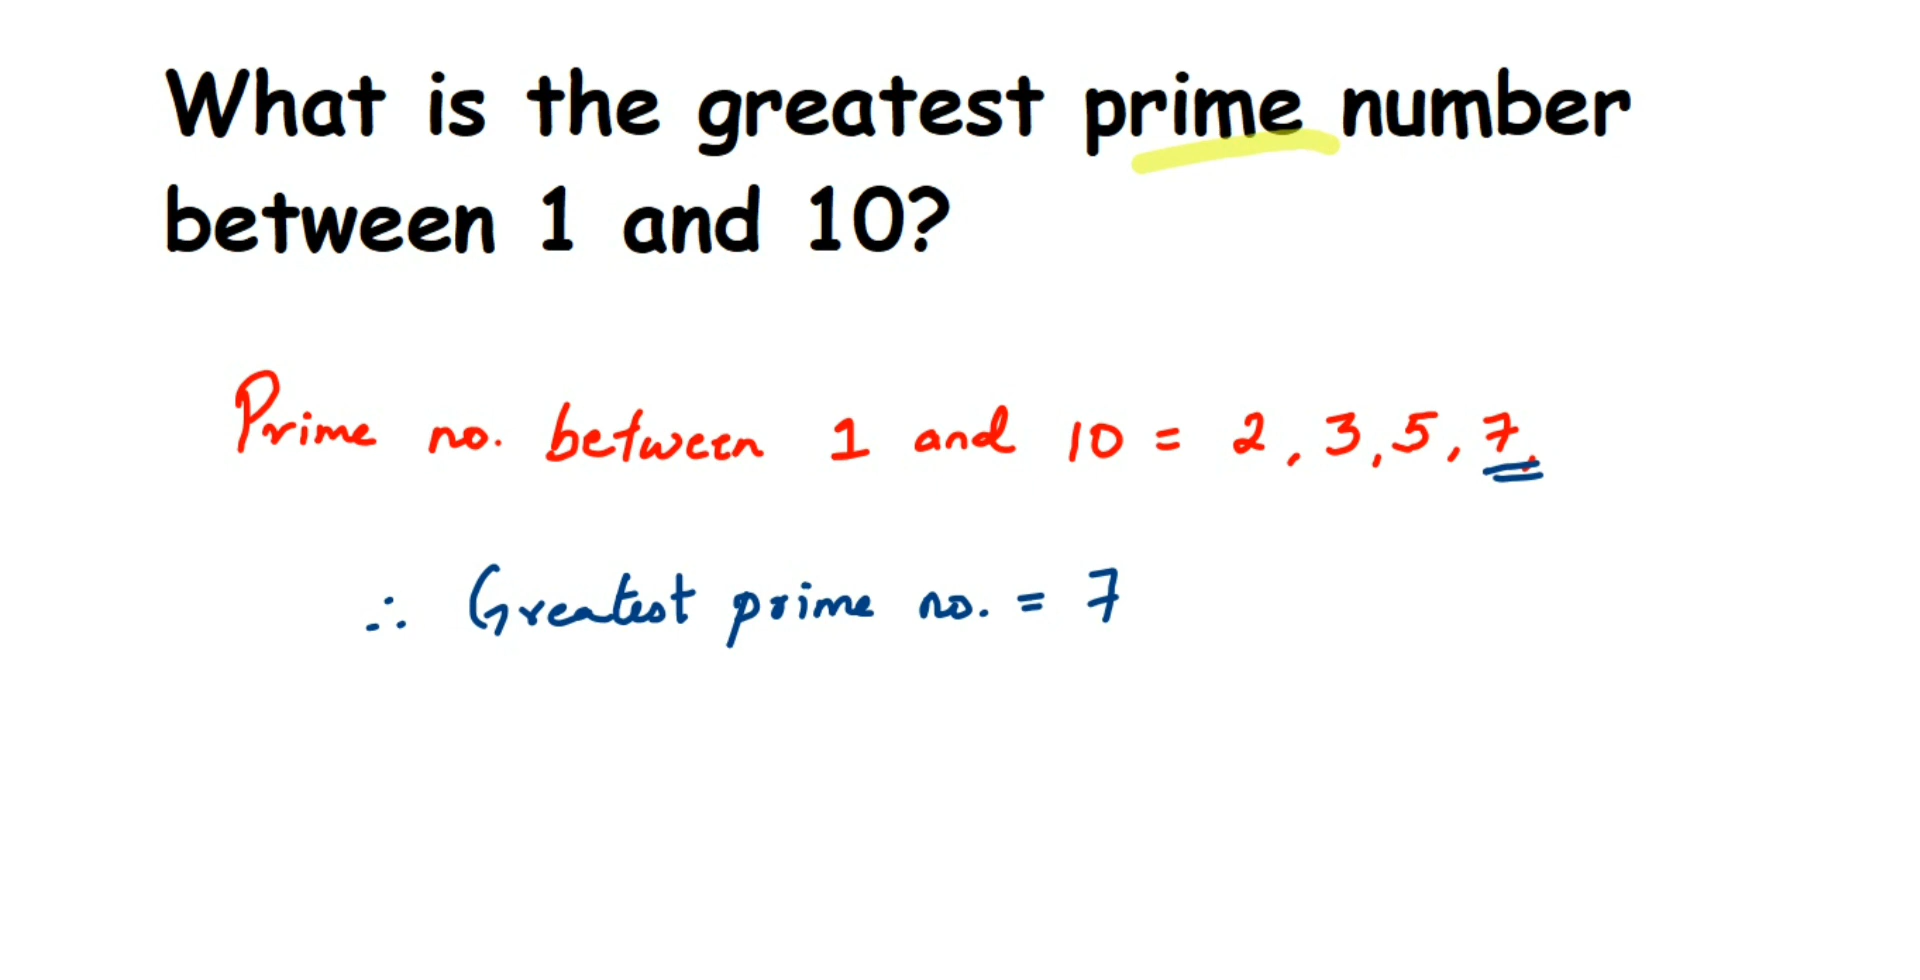 What is the greatest prime number
between 1 and 10?
Prime no. between 1 and 10 = 2, 3, 5, 7.
∴ Greatest prime no. = 7